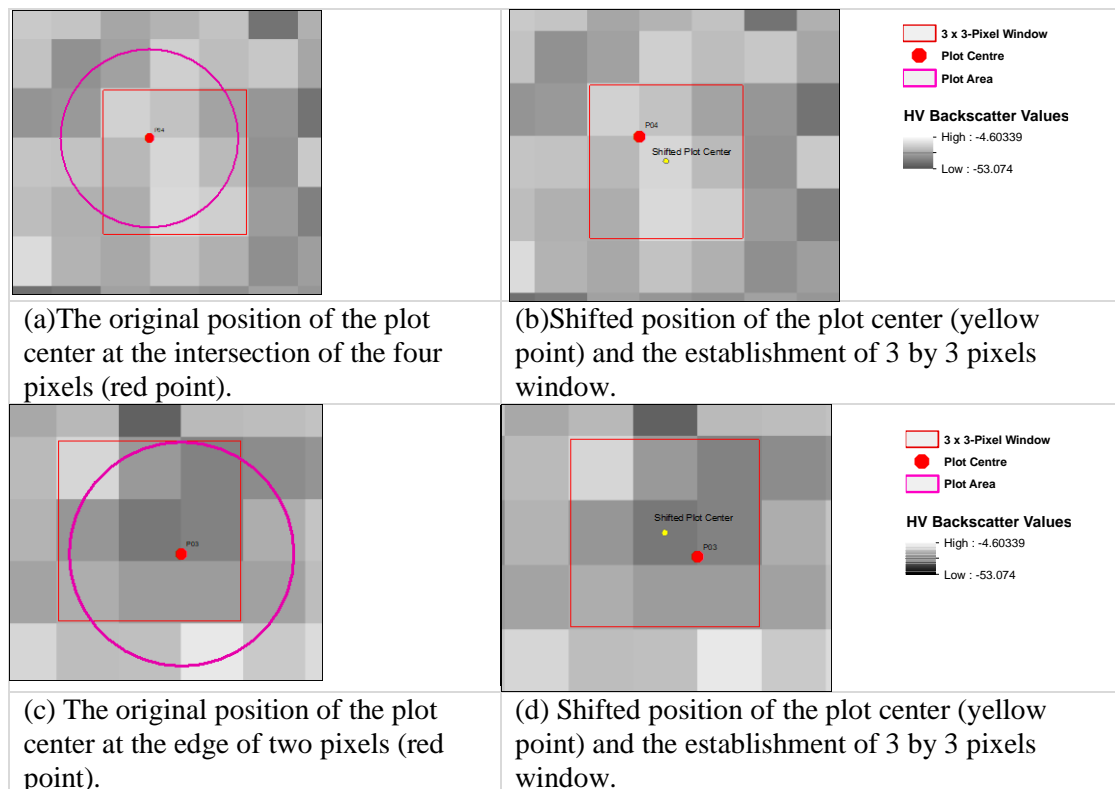 P04
P04
Shifted Plot Center
3 x 3-Pixel Window
Plot Centre
Plot Area
HV Backscatter Values
High : -4.60339
Low : -53.074
(a)The original position of the plot
center at the intersection of the four
pixels (red point).
(b)Shifted position of the plot center (yellow
point) and the establishment of 3 by 3 pixels
window.
P03
Shifted Plot Center
P03
3 x 3-Pixel Window
Plot Centre
Plot Area
HV Backscatter Values
High : -4.60339
Low : -53.074
(c) The original position of the plot
center at the edge of two pixels (red
point).
(d) Shifted position of the plot center (yellow
point) and the establishment of 3 by 3 pixels
window.